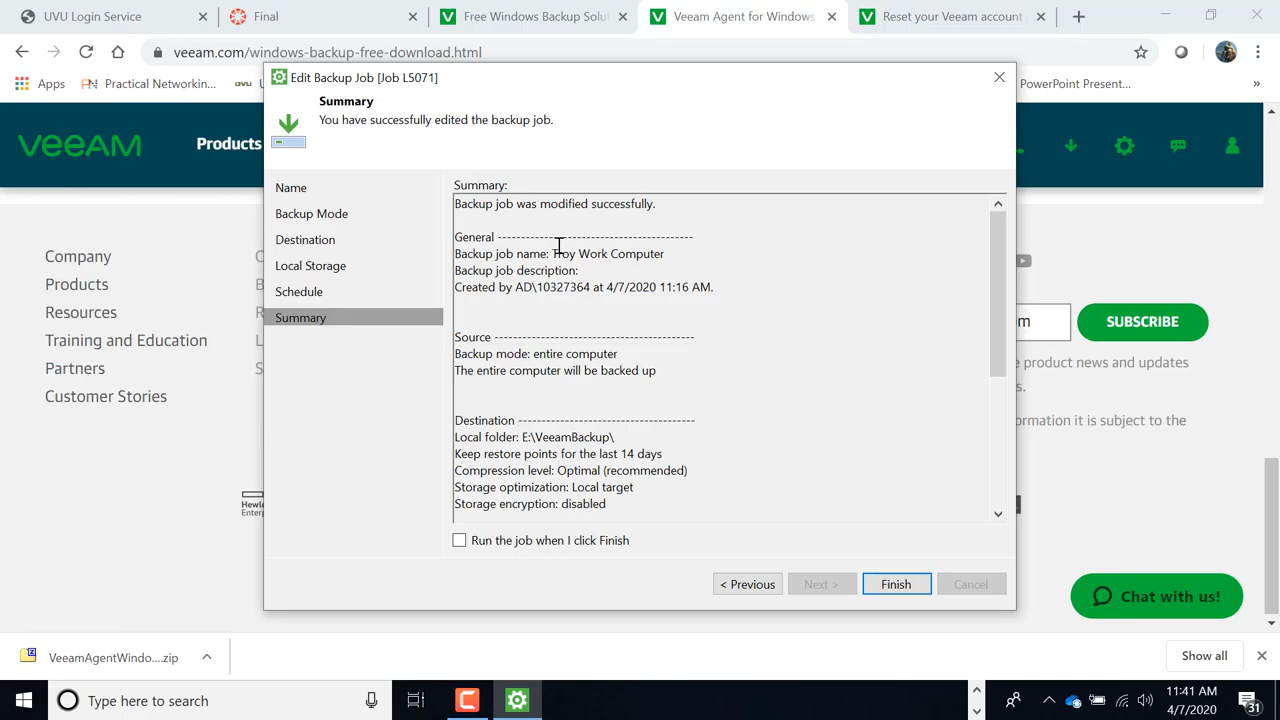 UVU Login Service
Final
Free Windows Backup Solu
Veeam Agent for Windows
Reset your Veeam account
veeam.com/windows-backup-free-download.html
Apps
Practical Networkin...
UVU
PowerPoint Present...
»
Edit Backup Job [Job L5071]
Summary
You have successfully edited the backup job.
VEEAM
Products
Name
Backup Mode
Destination
Local Storage
Schedule
Summary
Summary:
Backup job was modified successfully.
General ------------------------------------------
Backup job name: Troy Work Computer
Backup job description:
Created by AD\10327364 at 4/7/2020 11:16 AM.
Source -------------------------------------------
Backup mode: entire computer
The entire computer will be backed up
Destination --------------------------------------
Local folder: E:\VeeamBackup\
Keep restore points for the last 14 days
Compression level: Optimal (recommended)
Storage optimization: Local target
Storage encryption: disabled
Run the job when I click Finish
< Previous
Next >
Finish
Cancel
Company
Products
Resources
Training and Education
Partners
Customer Stories
Hewle
Enterp
m
SUBSCRIBE
e product news and updates
s.
ormation it is subject to the
Chat with us!
VeeamAgentWindo....zip
Show all
Type here to search
11:41 AM
4/7/2020
31